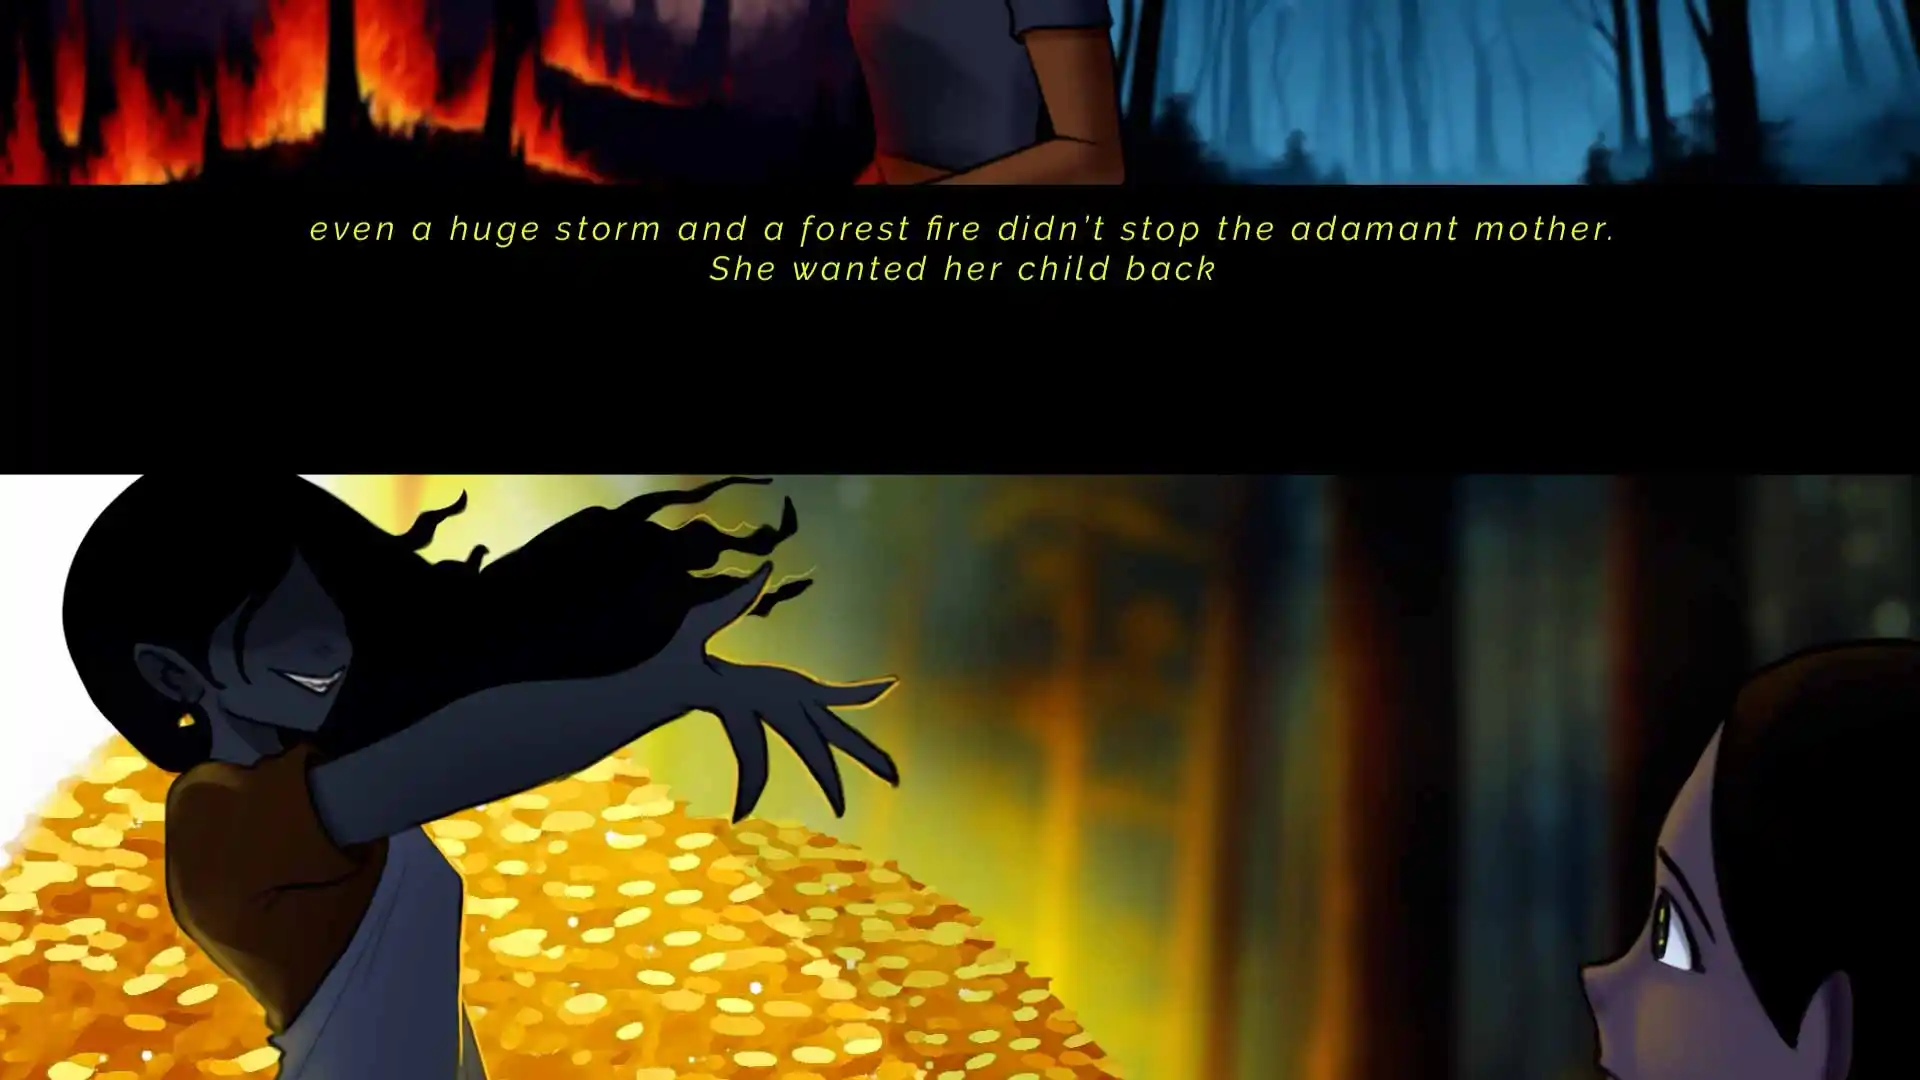 even a huge storm and a forest fire didn't stop the adamant mother.
She wanted her child back